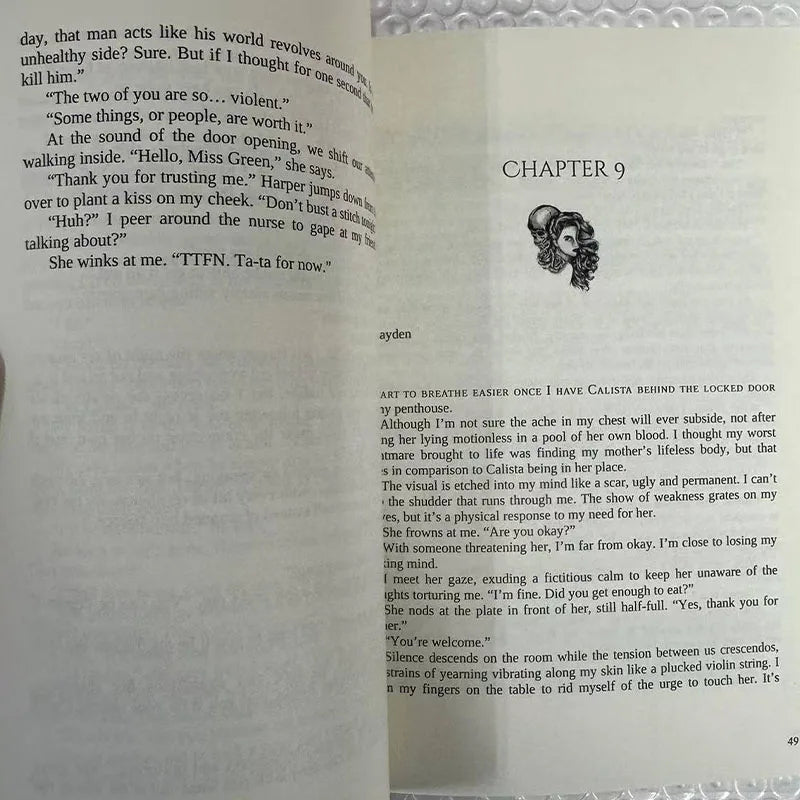 day, that man acts like his world revolves around you
unhealthy side? Sure. But if I thought for one second that
kill him.”
“The two of you are so… violent.”
“Some things, or people, are worth it.”
At the sound of the door opening, we shift our
walking inside. “Hello, Miss Green,” she says.
“Thank you for trusting me.” Harper jumps down from
over to plant a kiss on my cheek. “Don’t bust a stitch tonight
“Huh?” I peer around the nurse to gape at my friend
talking about?”
She winks at me. “TTFN. Ta-ta for now.”
CHAPTER 9
ayden
ART TO BREATHE EASIER ONCE I HAVE CALISTA BEHIND THE LOCKED DOOR
ny penthouse.
Although I’m not sure the ache in my chest will ever subside, not after
ng her lying motionless in a pool of her own blood. I thought my worst
tmare brought to life was finding my mother’s lifeless body, but that
s in comparison to Calista being in her place.
The visual is etched into my mind like a scar, ugly and permanent. I can’t
the shudder that runs through me. The show of weakness grates on my
ves, but it’s a physical response to my need for her.
She frowns at me. “Are you okay?”
With someone threatening her, I’m far from okay. I’m close to losing my
king mind.
I meet her gaze, exuding a fictitious calm to keep her unaware of the
ghts torturing me. “I’m fine. Did you get enough to eat?”
She nods at the plate in front of her, still half-full. “Yes, thank you for
er.”
“You’re welcome.”
Silence descends on the room while the tension between us crescendos,
strains of yearning vibrating along my skin like a plucked violin string. I
n my fingers on the table to rid myself of the urge to touch her. It’s
49